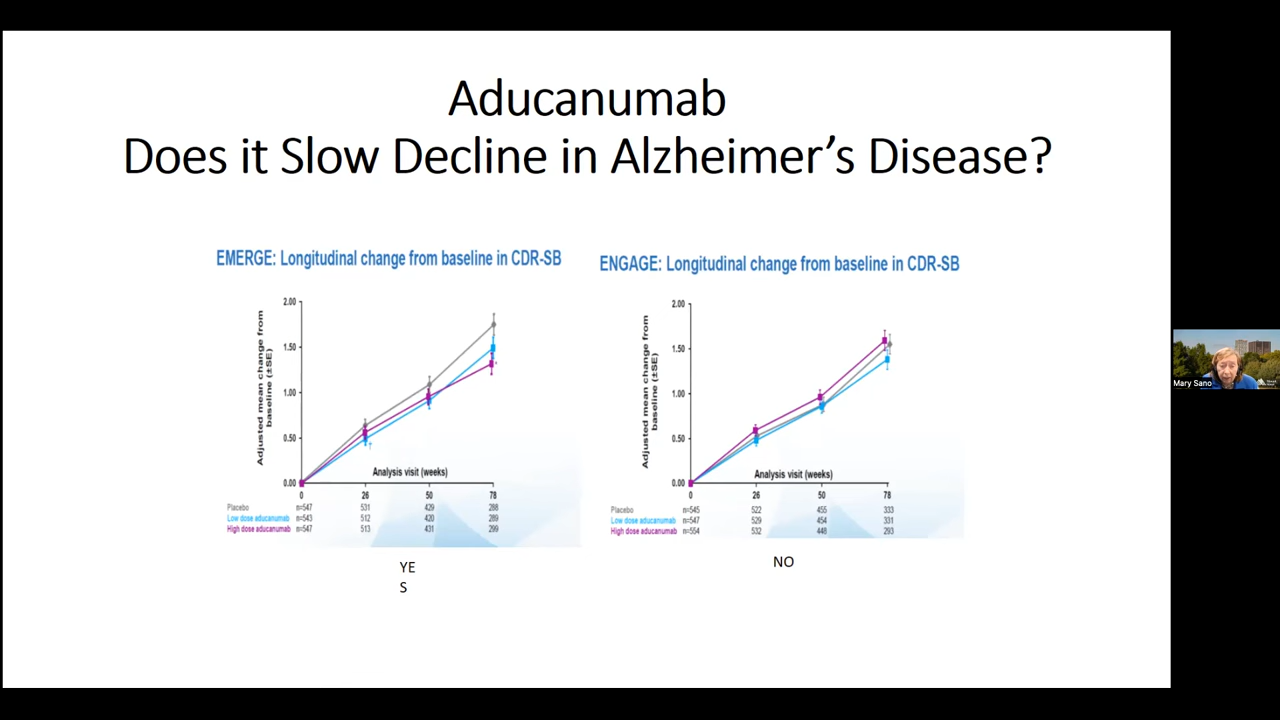 Aducanumab
Does it Slow Decline in Alzheimer's Disease?
EMERGE: Longitudinal change from baseline in CDR-SB
Adjusted mean change from
baseline (±SE)
2.00
1.50
1.00
0.50
0.00
Analysis visit (weeks)
0 26 50 78
Placebo n=547 531 429 288
Low dose aducanumab n=543 512 420 289
High dose aducanumab n=547 513 431 299
YE
S
ENGAGE: Longitudinal change from baseline in CDR-SB
Adjusted mean change from
baseline (±SE)
2.00
1.50
1.00
0.50
0.00
Analysis visit (weeks)
0 26 50 78
Placebo n=545 522 455 333
Low dose aducanumab n=547 529 454 331
High dose aducanumab n=554 532 448 293
NO
Mary Sano